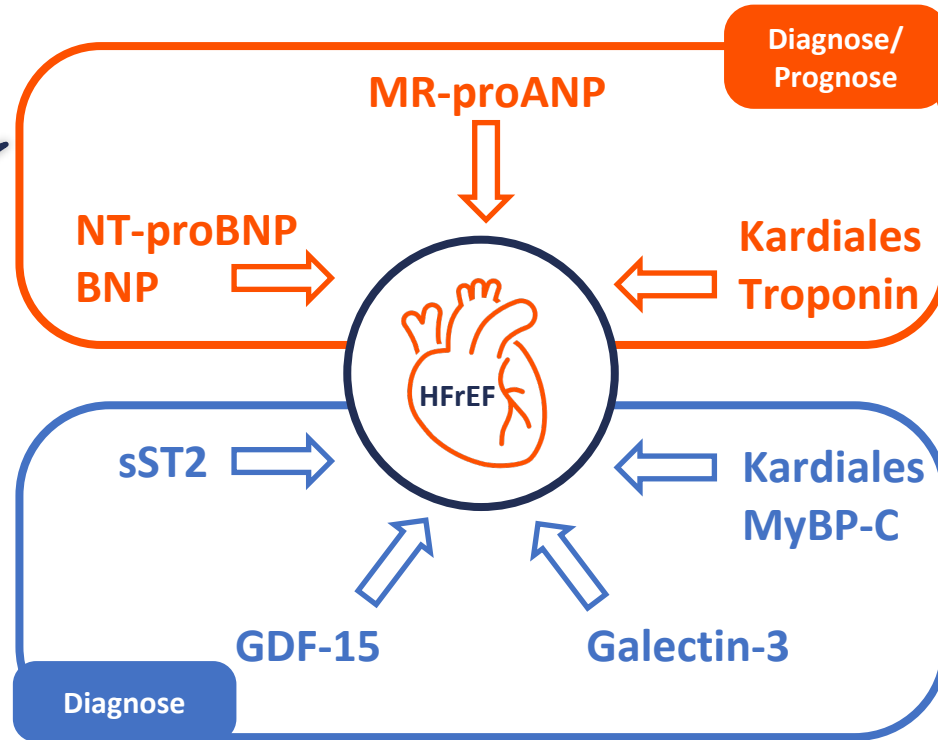 Diagnose/
Prognose
MR-proANP
NT-proBNP
BNP
Kardiales
Troponin
HFrEF
sST2
Kardiales
MyBP-C
GDF-15
Galectin-3
Diagnose